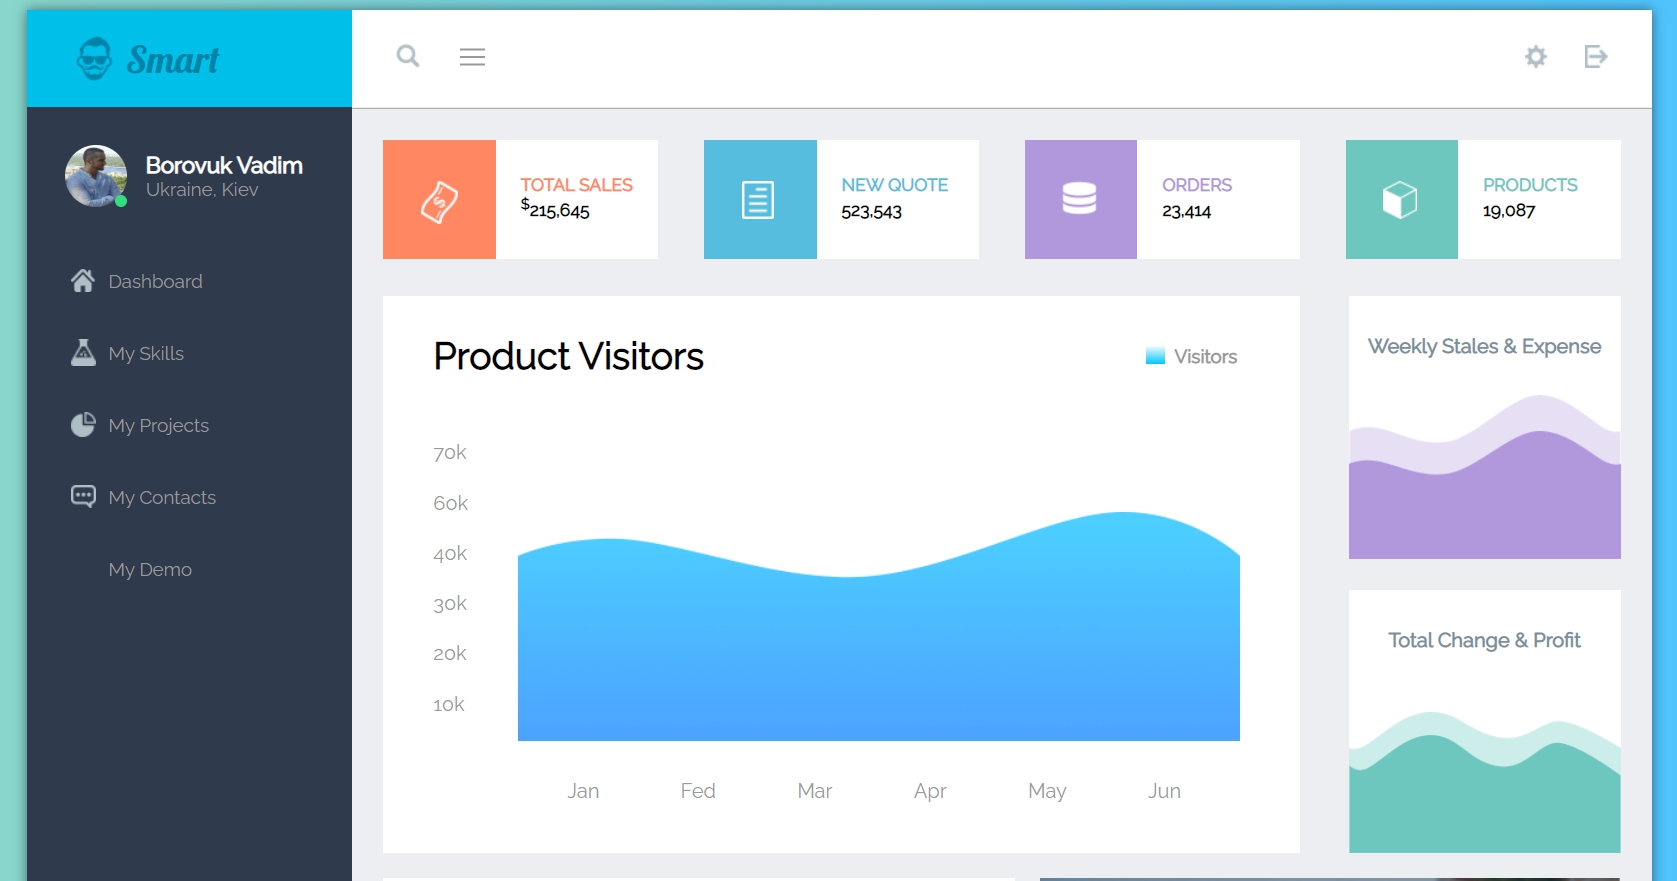 Smart
Borovuk Vadim
Ukraine, Kiev
Dashboard
My Skills
My Projects
My Contacts
My Demo
TOTAL SALES
$215,645
NEW QUOTE
523,543
ORDERS
23,414
PRODUCTS
19,087
Product Visitors
Visitors
70k
60k
40k
30k
20k
10k
Jan Fed Mar Apr May Jun
Weekly Stales & Expense
Total Change & Profit